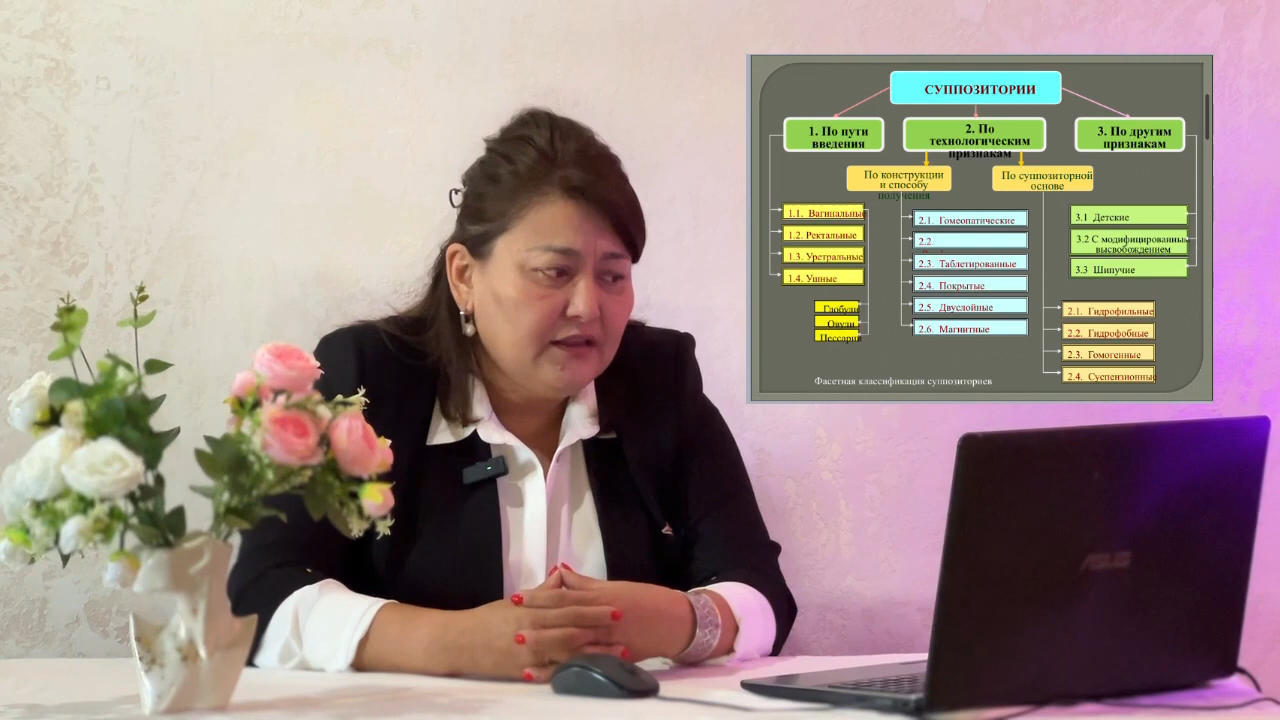 СУППОЗИТОРИИ
1. По пути
введения
2. По
технологическим
признакам
3. По другим
признакам
По конструкции
и способу
получения
По суппозиторной
основе
1.1. Вагинальные
1.2. Ректальные
1.3. Уретральные
1.4. Ушные
Глобули
Овули
Пессарии
2.1. Гомеопатические
2.2.
2.3. Таблетированные
2.4. Покрытые
2.5. Двуслойные
2.6. Магнитные
3.1 Детские
3.2 С модифицированным
высвобождением
3.3 Шипучие
2.1. Гидрофильные
2.2. Гидрофобные
2.3. Гомогенные
2.4. Суспензионные
Фасетная классификация суппозиториев
ASUS